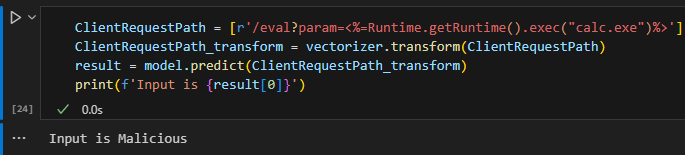 ClientRequestPath = [r'/eval?param=<%=Runtime.getRuntime().exec("calc.exe")%>']
ClientRequestPath_transform = vectorizer.transform(ClientRequestPath)
result = model.predict(ClientRequestPath_transform)
print(f'Input is {result[0]}')
[24] ✓ 0.0s
... Input is Malicious